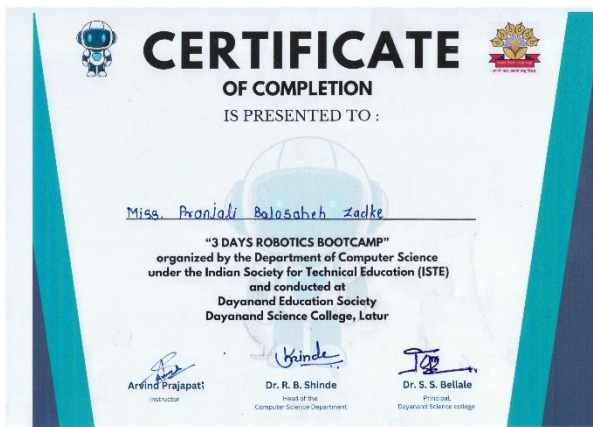 CERTIFICATE
OF COMPLETION
IS PRESENTED TO :
Miss. Pranjali Balasaheb Zadke
"3 DAYS ROBOTICS BOOTCAMP"
organized by the Department of Computer Science
under the Indian Society for Technical Education (ISTE)
and conducted at
Dayanand Education Society
Dayanand Science College, Latur
Arvind Prajapati
Instructor
Dr. R. B. Shinde
Head of the
Computer Science Department
Dr. S. S. Bellale
Principal,
Dayanand Science college